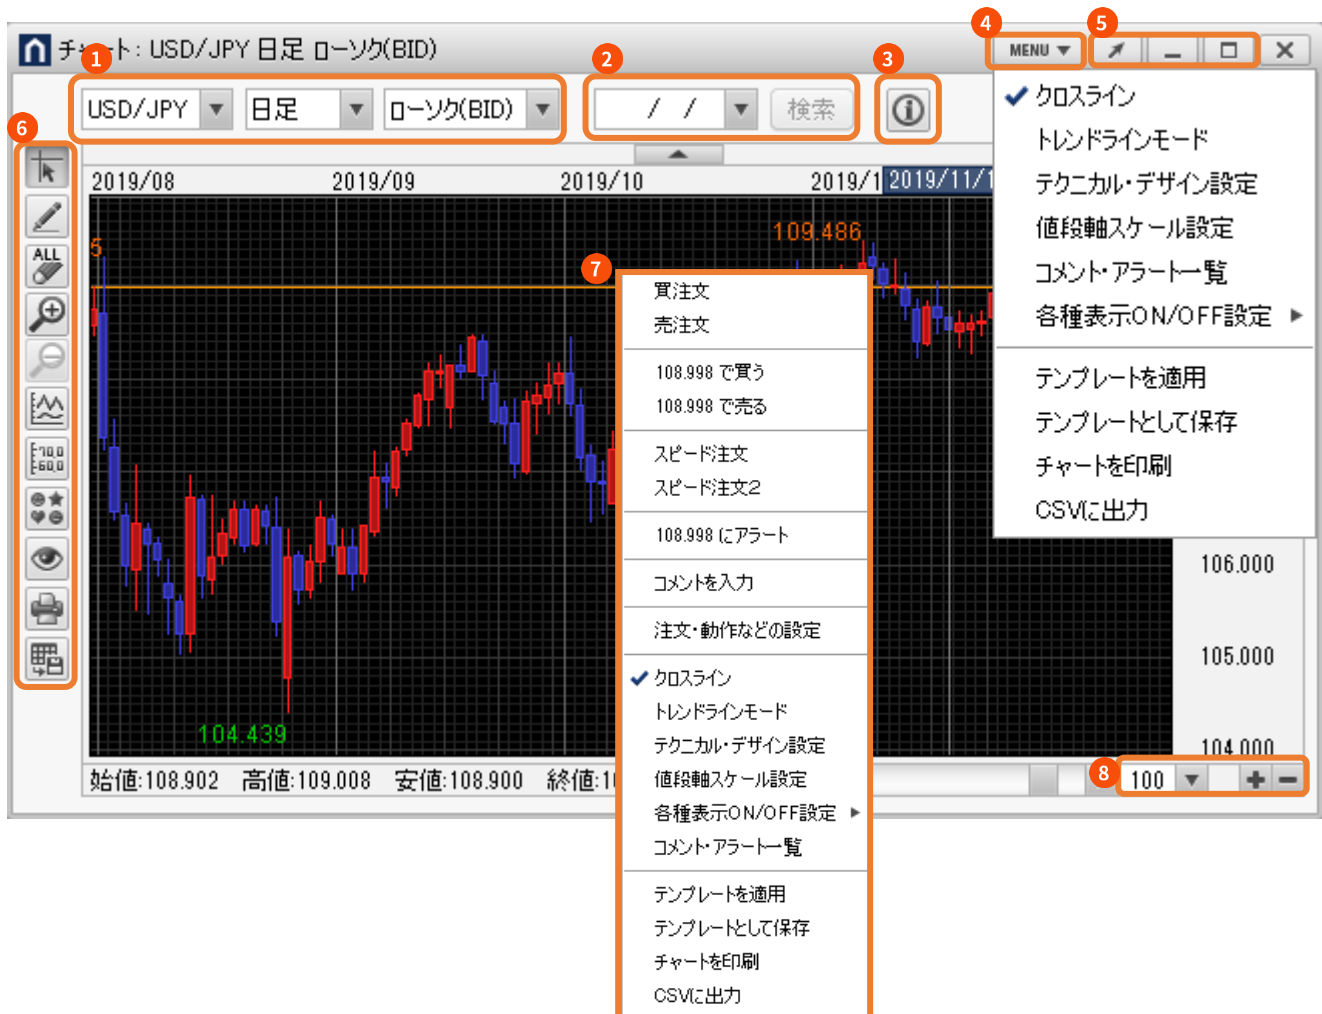 4
5
チャート: USD/JPY 日足 ローソク(BID)
MENU
1
2
3
USD/JPY
日足
ローソク(BID)
/ /
検索
6
ALL
70.0
60.0
2019/08
2019/09
2019/10
2019/1
2019/11/1
109.486
5
104.439
クロスライン
トレンドラインモード
テクニカル・デザイン設定
値段軸スケール設定
コメント・アラート一覧
各種表示ON/OFF設定
テンプレートを適用
テンプレートとして保存
チャートを印刷
CSVに出力
7
買注文
売注文
108.998 で買う
108.998 で売る
スピード注文
スピード注文2
108.998 にアラート
コメントを入力
注文・動作などの設定
クロスライン
トレンドラインモード
テクニカル・デザイン設定
値段軸スケール設定
各種表示ON/OFF設定
コメント・アラート一覧
テンプレートを適用
テンプレートとして保存
チャートを印刷
CSVに出力
106.000
105.000
104.000
始値:108.902 高値:109.008 安値:108.900 終値:1
8
100